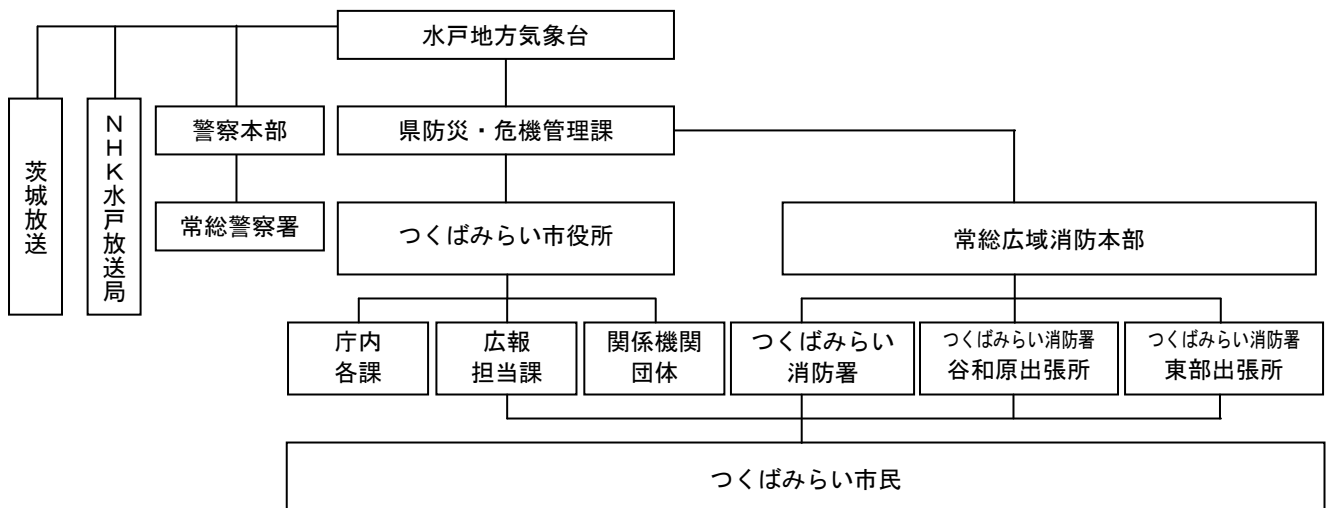 水戸地方気象台
茨城放送
NHK水戸放送局
警察本部
県防災・危機管理課
常総警察署
つくばみらい市役所
常総広域消防本部
庁内
各課
広報
担当課
関係機関
団体
つくばみらい
消防署
つくばみらい消防署
谷和原出張所
つくばみらい消防署
東部出張所
つくばみらい市民